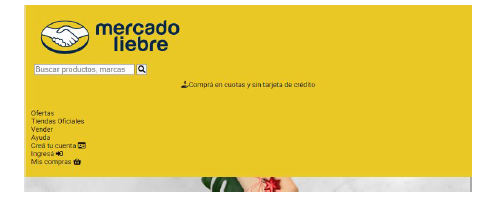 mercado
libre
Buscar productos, marcas
Comprá en cuotas y sin tarjeta de crédito
Ofertas
Tiendas Oficiales
Vender
Ayuda
Creá tu cuenta
Ingresá
Mis compras